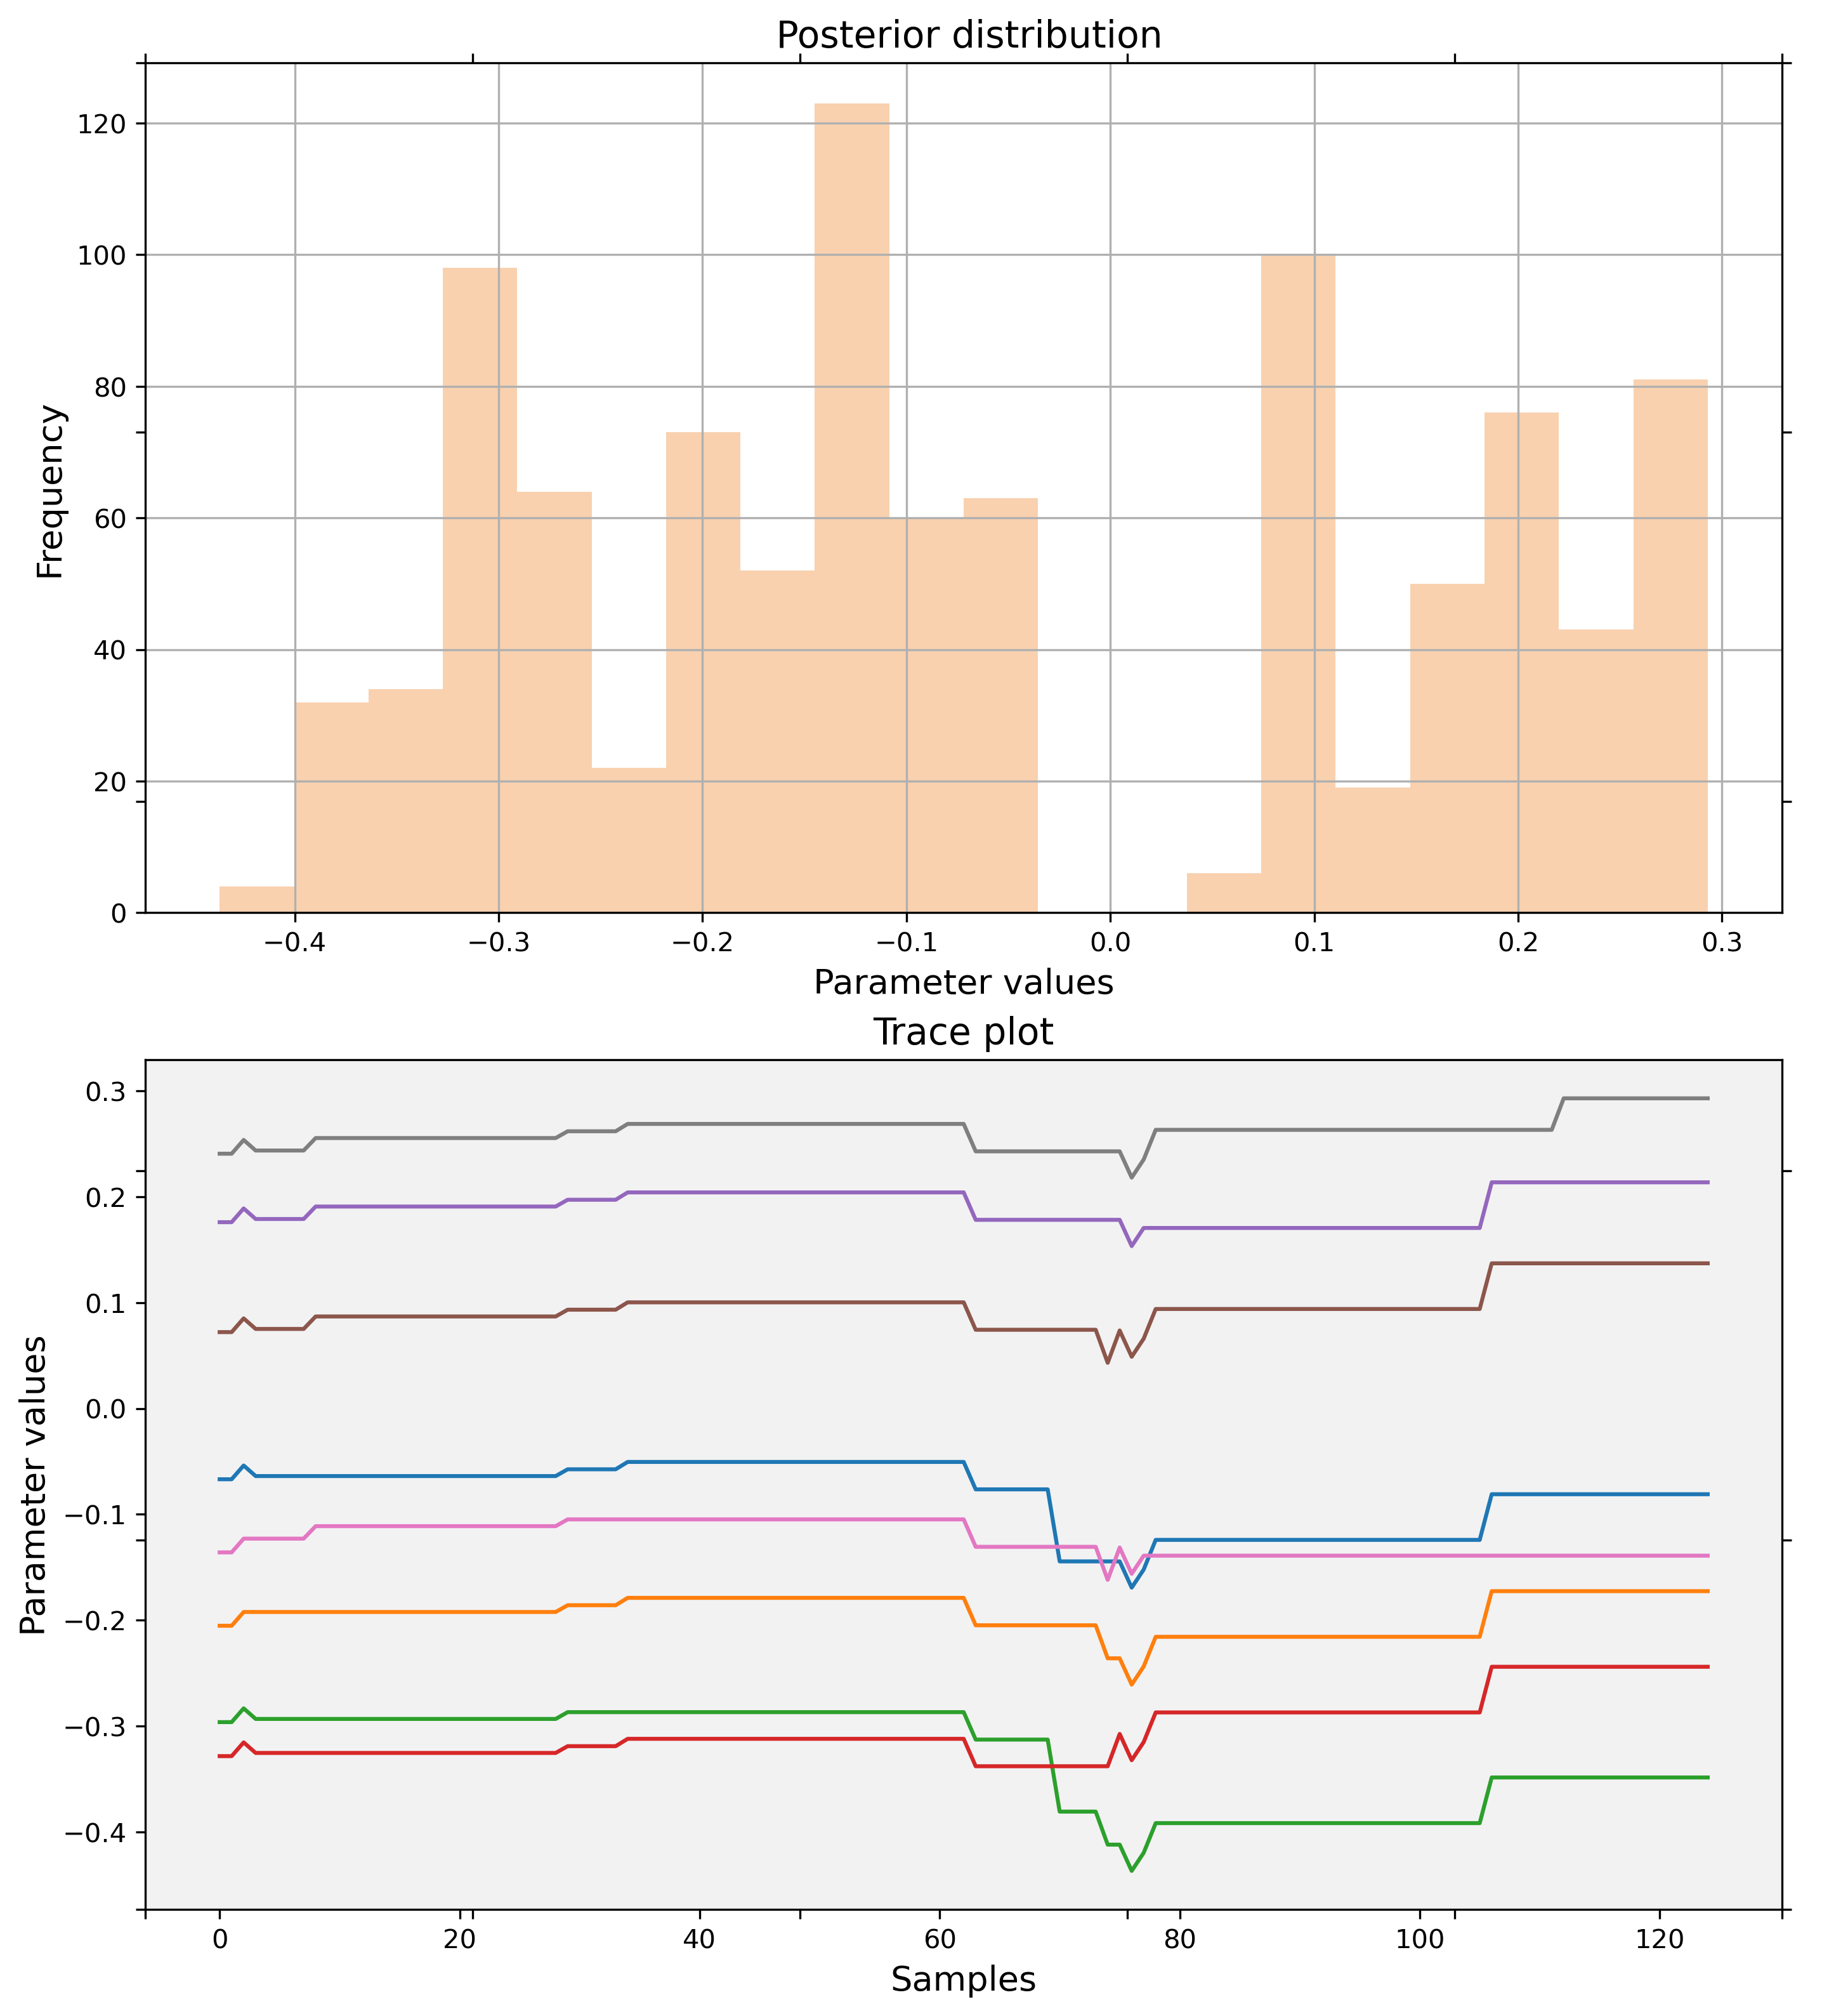 Posterior distribution
120
100
80
60
40
20
0
Frequency
−0.4 −0.3 −0.2 −0.1 0.0 0.1 0.2 0.3
Parameter values
Trace plot
0.3
0.2
0.1
0.0
−0.1
−0.2
−0.3
−0.4
Parameter values
0 20 40 60 80 100 120
Samples